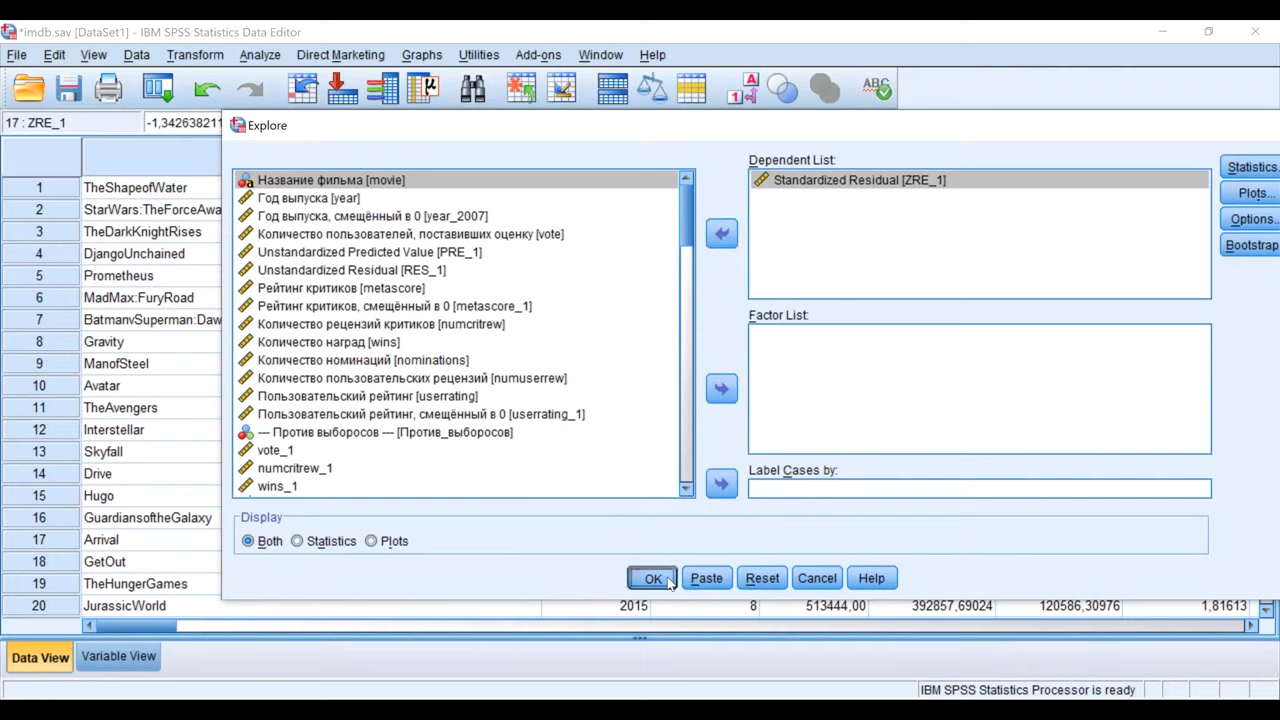 *imdb.sav [DataSet1] - IBM SPSS Statistics Data Editor
File Edit View Data Transform Analyze Direct Marketing Graphs Utilities Add-ons Window Help
17 : ZRE_1 -1,342638211
Explore
Dependent List:
Название фильма [movie]
Год выпуска [year]
Год выпуска, смещённый в 0 [year_2007]
Количество пользователей, поставивших оценку [vote]
Unstandardized Predicted Value [PRE_1]
Unstandardized Residual [RES_1]
Рейтинг критиков [metascore]
Рейтинг критиков, смещённый в 0 [metascore_1]
Количество рецензий критиков [numcritrew]
Количество наград [wins]
Количество номинаций [nominations]
Количество пользовательских рецензий [numuserrew]
Пользовательский рейтинг [userrating]
Пользовательский рейтинг, смещённый в 0 [userrating_1]
--- Против выборосов --- [Против_выборосов]
vote_1
numcritrew_1
wins_1
Standardized Residual [ZRE_1]
Factor List:
Label Cases by:
Statistics..
Plots...
Options..
Bootstrap
Display
Both Statistics Plots
OK Paste Reset Cancel Help
1 TheShapeofWater
2 StarWars:TheForceAwa
3 TheDarkKnightRises
4 DjangoUnchained
5 Prometheus
6 MadMax:FuryRoad
7 BatmanvSuperman:Daw
8 Gravity
9 ManofSteel
10 Avatar
11 TheAvengers
12 Interstellar
13 Skyfall
14 Drive
15 Hugo
16 GuardiansoftheGalaxy
17 Arrival
18 GetOut
19 TheHungerGames
20 JurassicWorld 2015 8 513444,00 392857,69024 120586,30976 1,81613
Data View Variable View
IBM SPSS Statistics Processor is ready